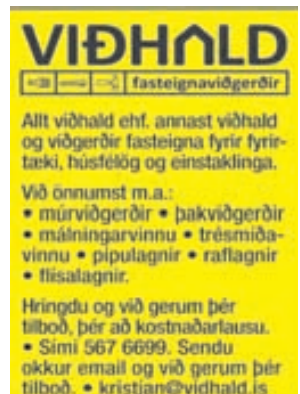 VIÐHALD
fasteignaviðgerðir
Allt viðhald ehf. annast viðhald
og viðgerðir fasteigna fyrir fyrir-
tæki, húsfélög og einstaklinga.
Við önnumst m.a.:
• múrviðgerðir • þakviðgerðir
• málningarvinnu • trésmíða-
vinnu • pípulagnir • raflagnir
• flísalagnir.
Hringdu og við gerum þér
tilboð, þér að kostnaðarlausu.
• Sími 567 6699. Sendu
okkur email og við gerum þér
tilboð. • kristjan@vidhald.is